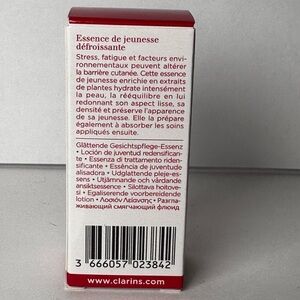 Essence de jeunesse
défroissante
Stress, fatigue et facteurs envi-
ronnementaux peuvent altérer
la barrière cutanée. Cette essence
de jeunesse enrichie en extraits
de plantes hydrate intensément
la peau, la rééquilibre en lui
redonnant son aspect lisse, sa
densité et préserve l'apparence
de sa jeunesse. Elle la prépare
également à absorber les soins
appliqués ensuite.
Glättende Gesichtspflege-Essenz
• Loción de juventud redensifican-
te • Essenza di trattamento riden-
sificante • Essência de juventude
alisadora • Udglattende pleje-es-
sens • Utjämnande och vårdande
ansiktsessence • Silottava hoitove-
si • Egaliserende voorbereidende
lotion • Λοσιόν Λείανσης • Разгла-
живающий смягчающий флюид
3 666057 023842
www.clarins.com